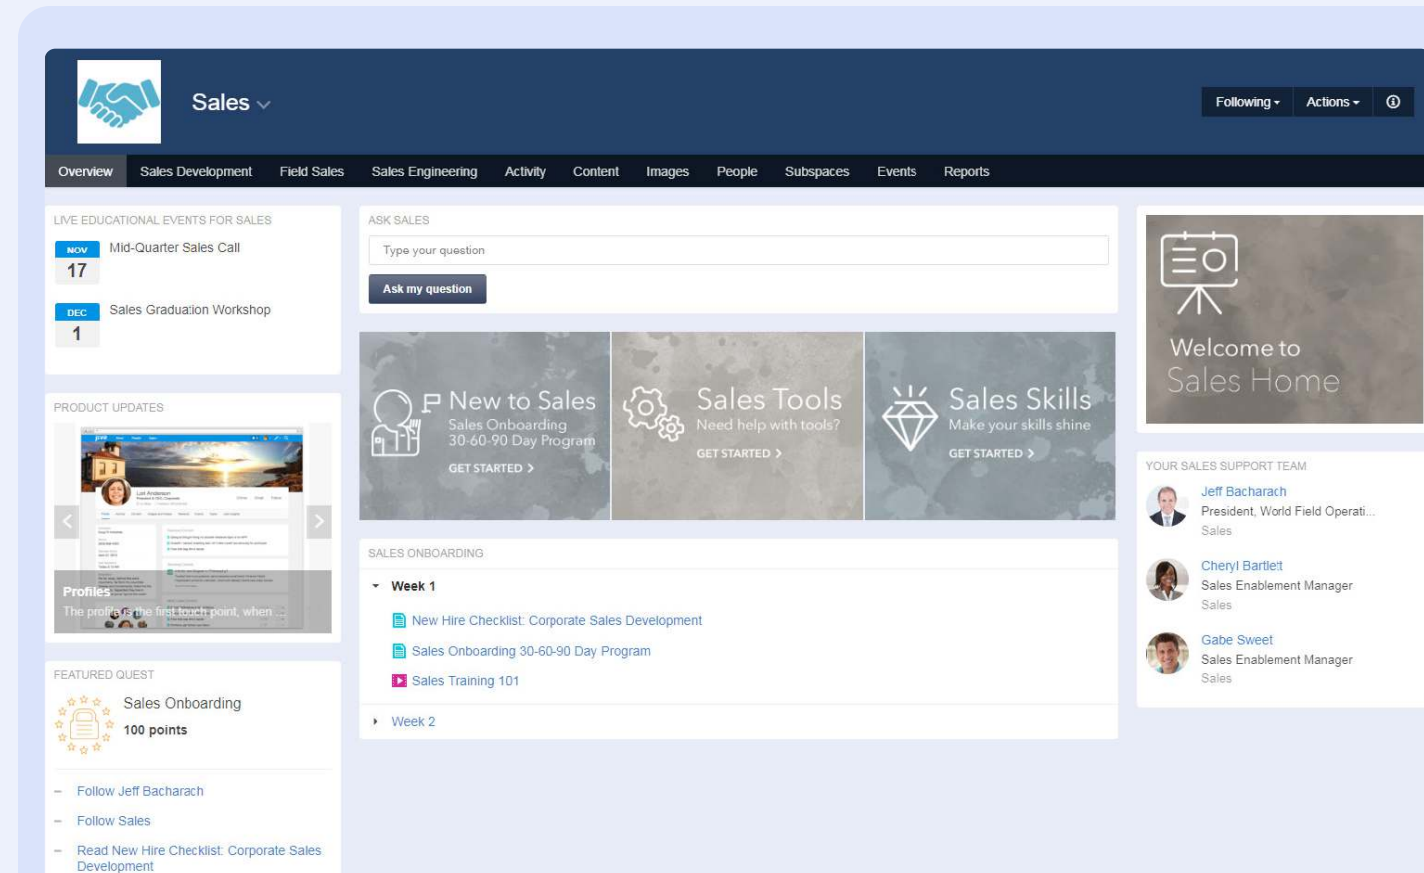 Sales
Following
Actions
Overview
Sales Development
Field Sales
Sales Engineering
Activity
Content
Images
People
Subspaces
Events
Reports
LIVE EDUCATIONAL EVENTS FOR SALES
NOV
17
Mid-Quarter Sales Call
DEC
1
Sales Graduation Workshop
PRODUCT UPDATES
Lori Anderson
Profiles
The profile is the first touch point, when ...
FEATURED QUEST
Sales Onboarding
100 points
– Follow Jeff Bacharach
– Follow Sales
– Read New Hire Checklist: Corporate Sales
Development
ASK SALES
Type your question
Ask my question
New to Sales
Sales Onboarding
30-60-90 Day Program
GET STARTED >
Sales Tools
Need help with tools?
GET STARTED >
Sales Skills
Make your skills shine
GET STARTED >
SALES ONBOARDING
Week 1
New Hire Checklist: Corporate Sales Development
Sales Onboarding 30-60-90 Day Program
Sales Training 101
Week 2
Welcome to
Sales Home
YOUR SALES SUPPORT TEAM
Jeff Bacharach
President, World Field Operati...
Sales
Cheryl Bartlett
Sales Enablement Manager
Sales
Gabe Sweet
Sales Enablement Manager
Sales